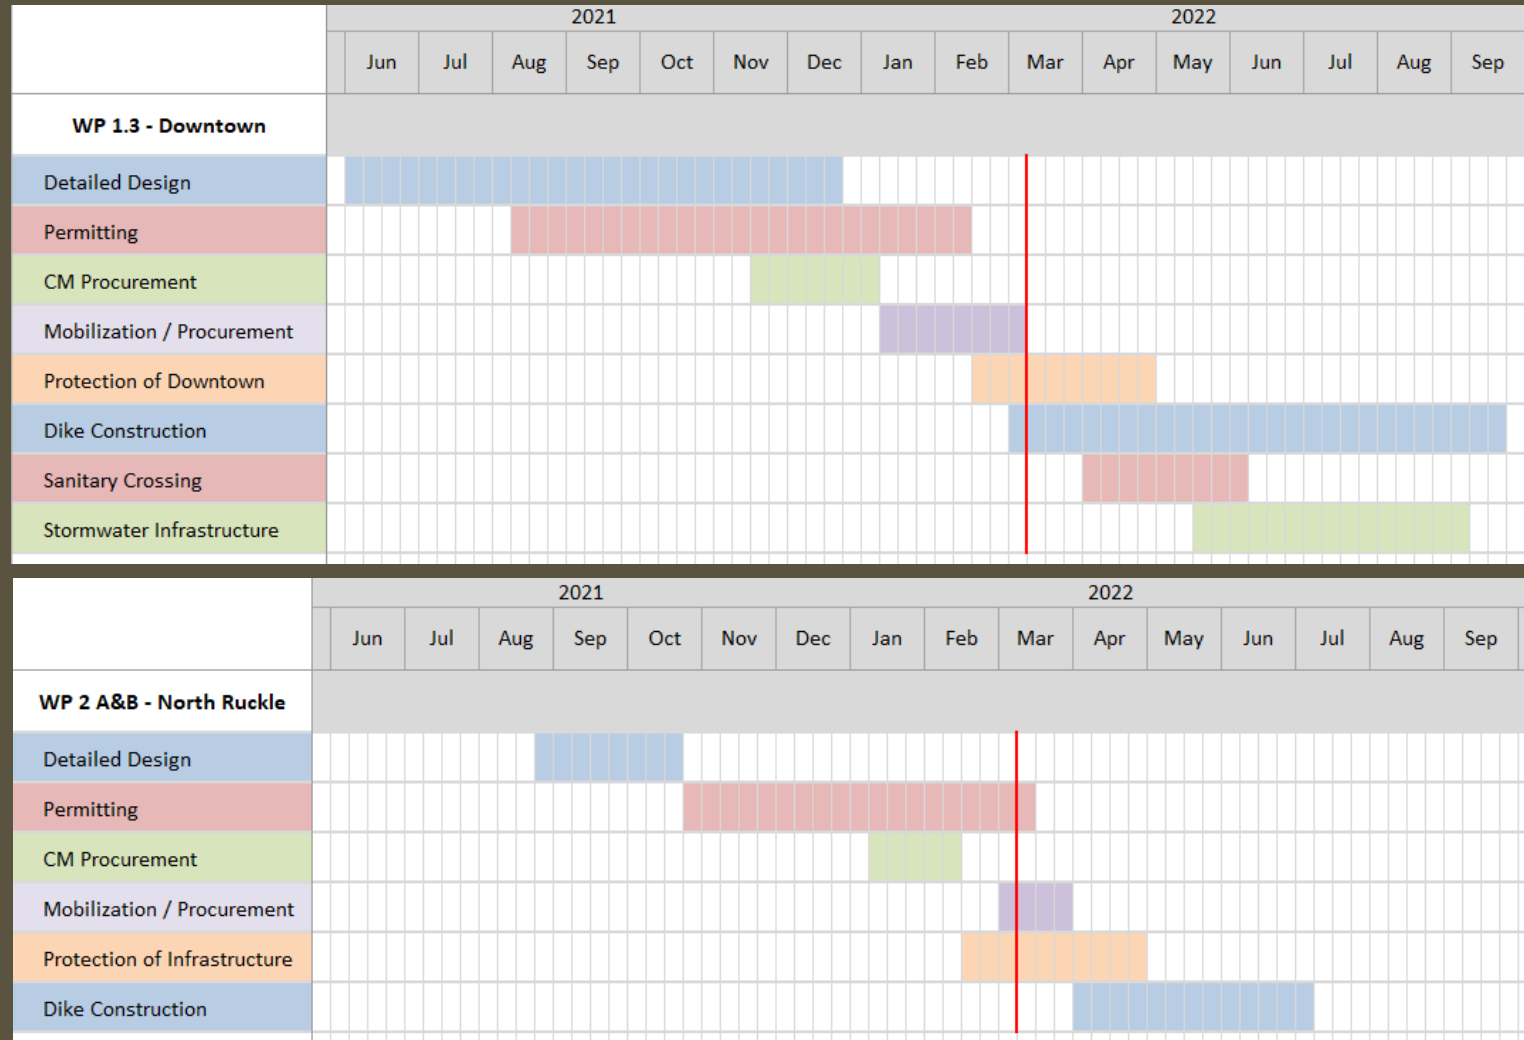 2021 2022
Jun Jul Aug Sep Oct Nov Dec Jan Feb Mar Apr May Jun Jul Aug Sep
WP 1.3 - Downtown
Detailed Design
Permitting
CM Procurement
Mobilization / Procurement
Protection of Downtown
Dike Construction
Sanitary Crossing
Stormwater Infrastructure
2021 2022
Jun Jul Aug Sep Oct Nov Dec Jan Feb Mar Apr May Jun Jul Aug Sep
WP 2 A&B - North Ruckle
Detailed Design
Permitting
CM Procurement
Mobilization / Procurement
Protection of Infrastructure
Dike Construction